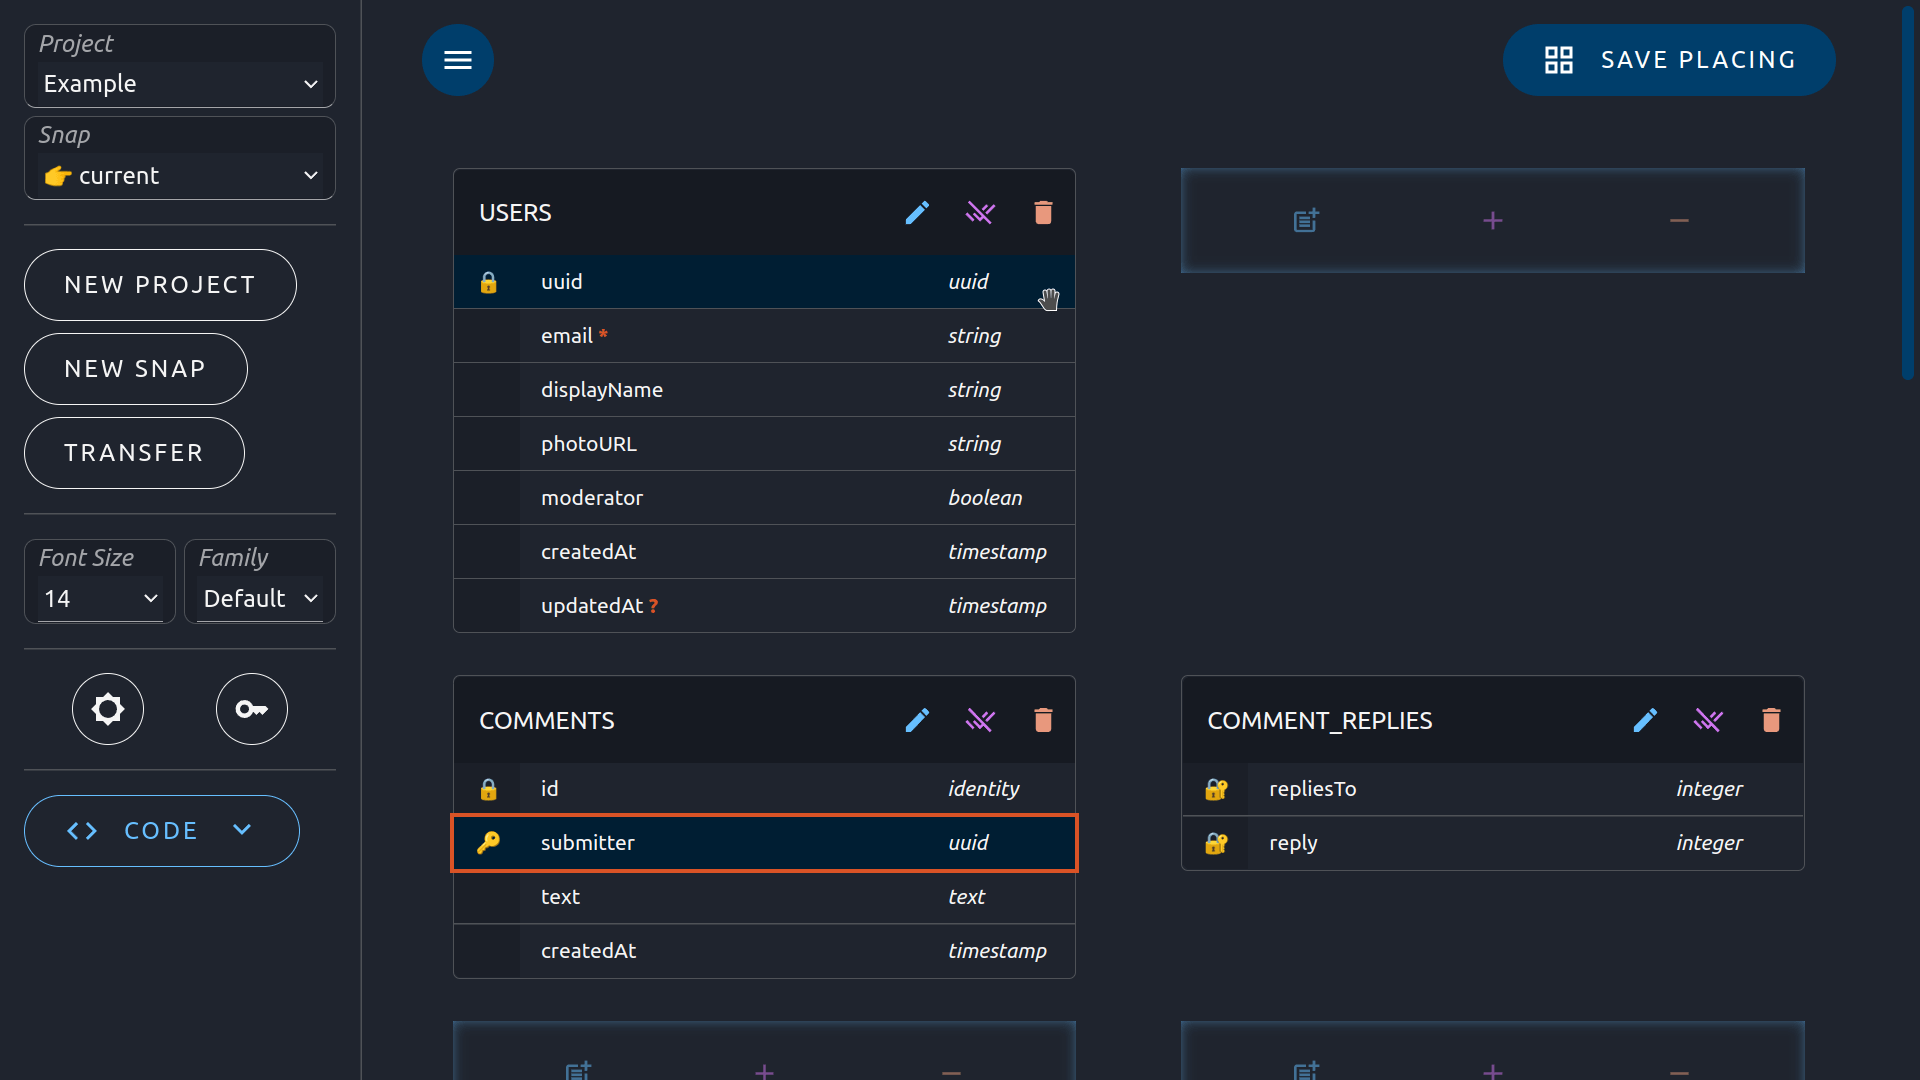 Project
Example
Snap
👉 current
NEW PROJECT
NEW SNAP
TRANSFER
Font Size
Family
14
Default
CODE
SAVE PLACING
USERS
uuid uuid
email * string
displayName string
photoURL string
moderator boolean
createdAt timestamp
updatedAt ? timestamp
COMMENTS
id identity
submitter uuid
text text
createdAt timestamp
COMMENT_REPLIES
repliesTo integer
reply integer